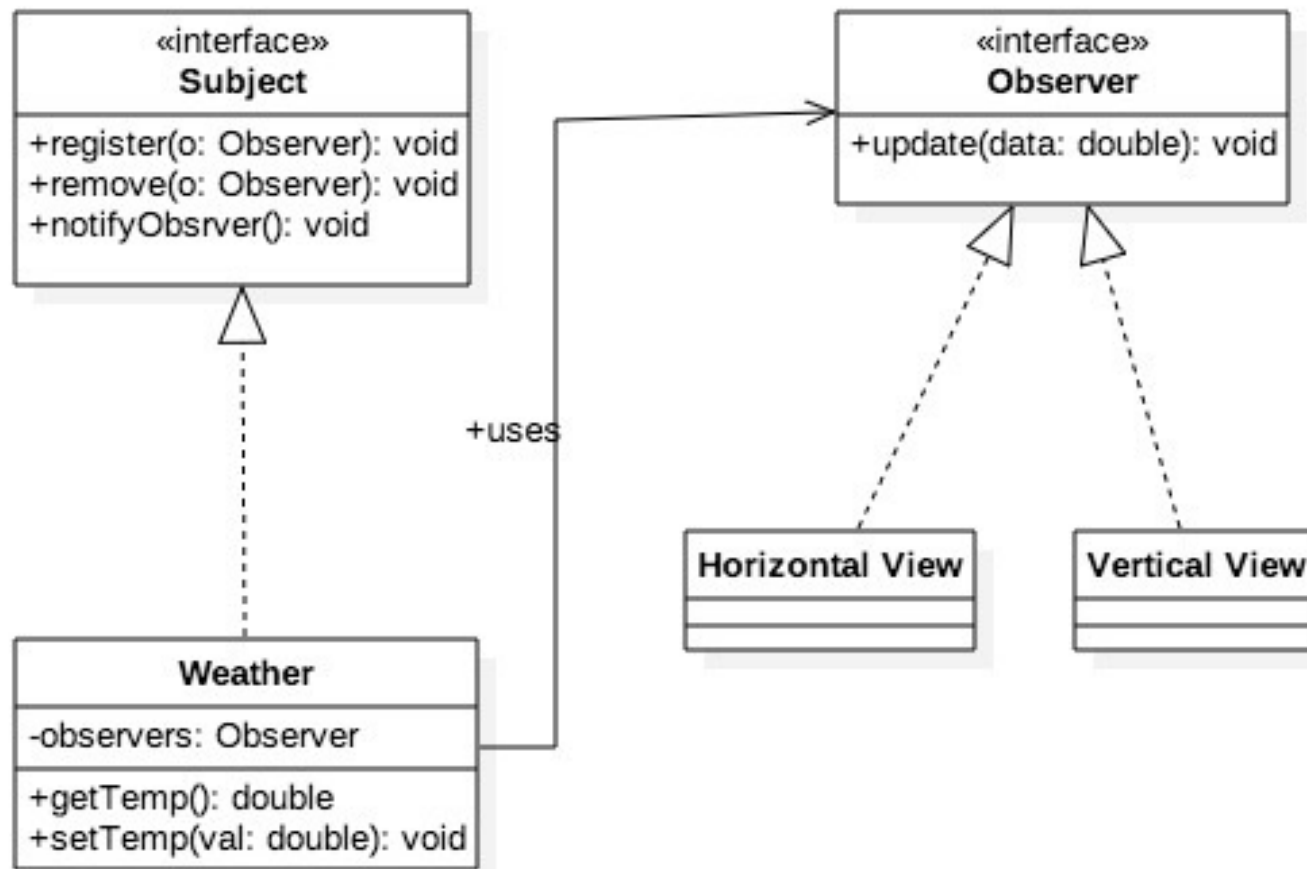 «interface»
Subject
+register(o: Observer): void
+remove(o: Observer): void
+notifyObsrver(): void
«interface»
Observer
+update(data: double): void
+uses
Horizontal View
Vertical View
Weather
-observers: Observer
+getTemp(): double
+setTemp(val: double): void